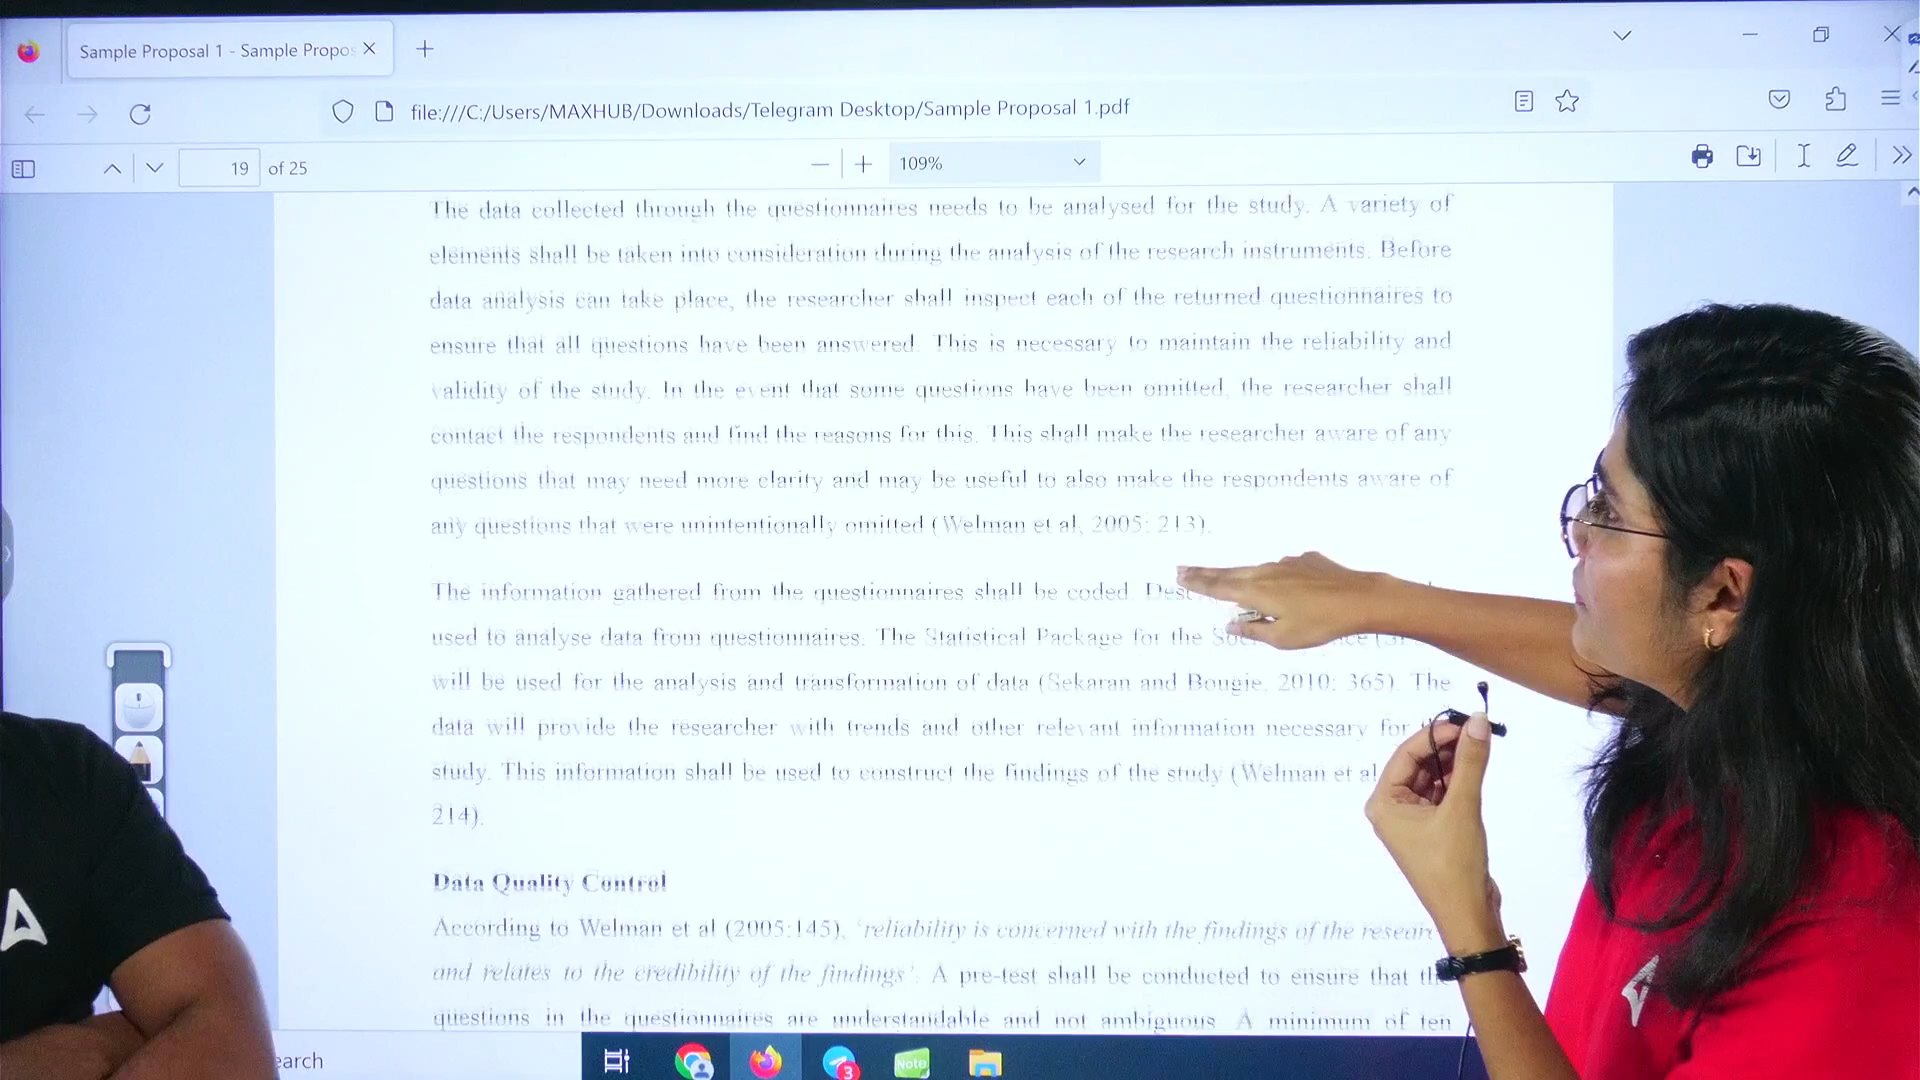 Sample Proposal 1 - Sample Propos
file:///C:/Users/MAXHUB/Downloads/Telegram Desktop/Sample Proposal 1.pdf
19 of 25
109%
The data collected through the questionnaires needs to be analysed for the study. A variety of
elements shall be taken into consideration during the analysis of the research instruments. Before
data analysis can take place, the researcher shall inspect each of the returned questionnaires to
ensure that all questions have been answered. This is necessary to maintain the reliability and
validity of the study. In the event that some questions have been omitted, the researcher shall
contact the respondents and find the reasons for this. This shall make the researcher aware of any
questions that may need more clarity and may be useful to also make the respondents aware of
any questions that were unintentionally omitted (Welman et al, 2005: 213).
The information gathered from the questionnaires shall be coded.
used to analyse data from questionnaires. The Statistical Package for the
will be used for the analysis and transformation of data (Sekaran and Bougie, 2010: 365). The
data will provide the researcher with trends and other relevant information necessary for
study. This information shall be used to construct the findings of the study (Welman et al
214).
Data Quality Control
According to Welman et al (2005:145), 'reliability is concerned with the findings of the resear
and relates to the credibility of the findings'. A pre-test shall be conducted to ensure that
questions in the questionnaires are understandable and not ambiguous. A minimum of ten
earch
3
Note